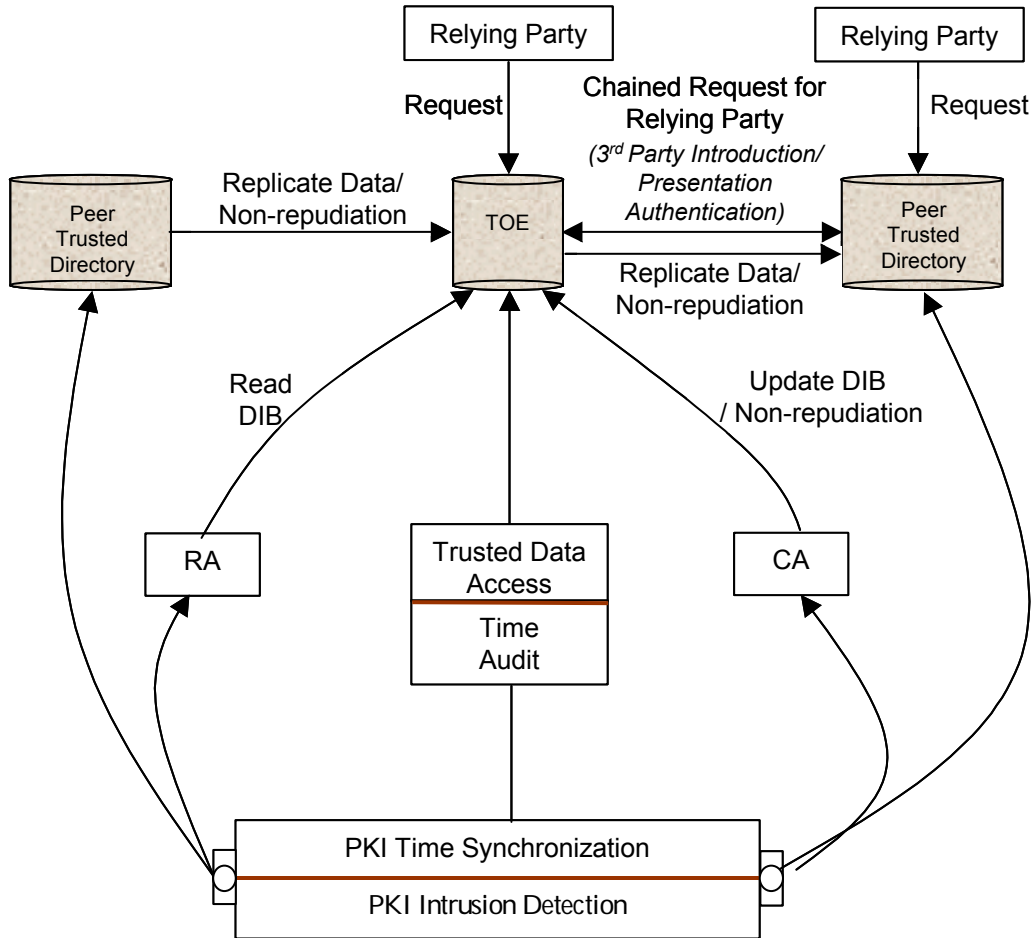 Relying Party
Relying Party
Request
Chained Request for
Relying Party
(3rd Party Introduction/
Presentation
Authentication)
Request
Peer
Trusted
Directory
Replicate Data/
Non-repudiation
TOE
Replicate Data/
Non-repudiation
Peer
Trusted
Directory
Read
DIB
Update DIB
/ Non-repudiation
RA
Trusted Data
Access
Time
Audit
CA
PKI Time Synchronization
PKI Intrusion Detection